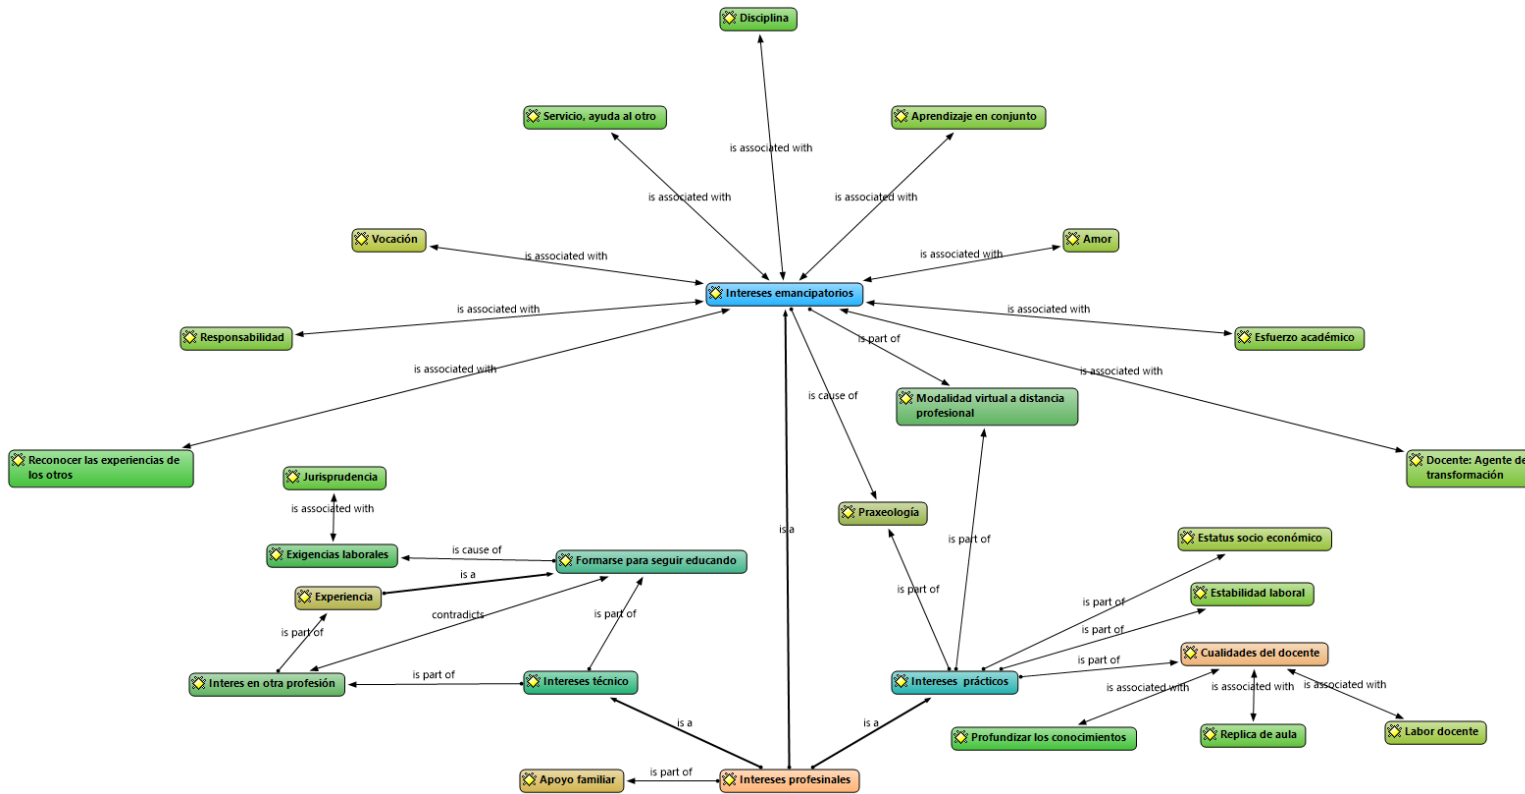 Disciplina
Servicio, ayuda al otro
Aprendizaje en conjunto
is associated with
is associated with
is associated with
Vocación
Amor
is associated with
is associated with
Intereses emancipatorios
is associated with
is associated with
Responsabilidad
Esfuerzo académico
is part of
is associated with
is associated with
is cause of
Modalidad virtual a distancia
profesional
Reconocer las experiencias de
los otros
Docente: Agente de
transformación
Jurisprudencia
is associated with
Praxeología
is a
Exigencias laborales
is cause of
Formarse para seguir educando
is part of
Estatus socio económico
is a
Experiencia
is part of
Estabilidad laboral
is part of
contradicts
is part of
is part of
is part of
Cualidades del docente
is part of
Interes en otra profesión
is part of
Intereses técnico
Intereses  prácticos
is associated with
is associated with
is associated with
is a
is a
Profundizar los conocimientos
Replica de aula
Labor docente
Apoyo familiar
is part of
Intereses profesinales